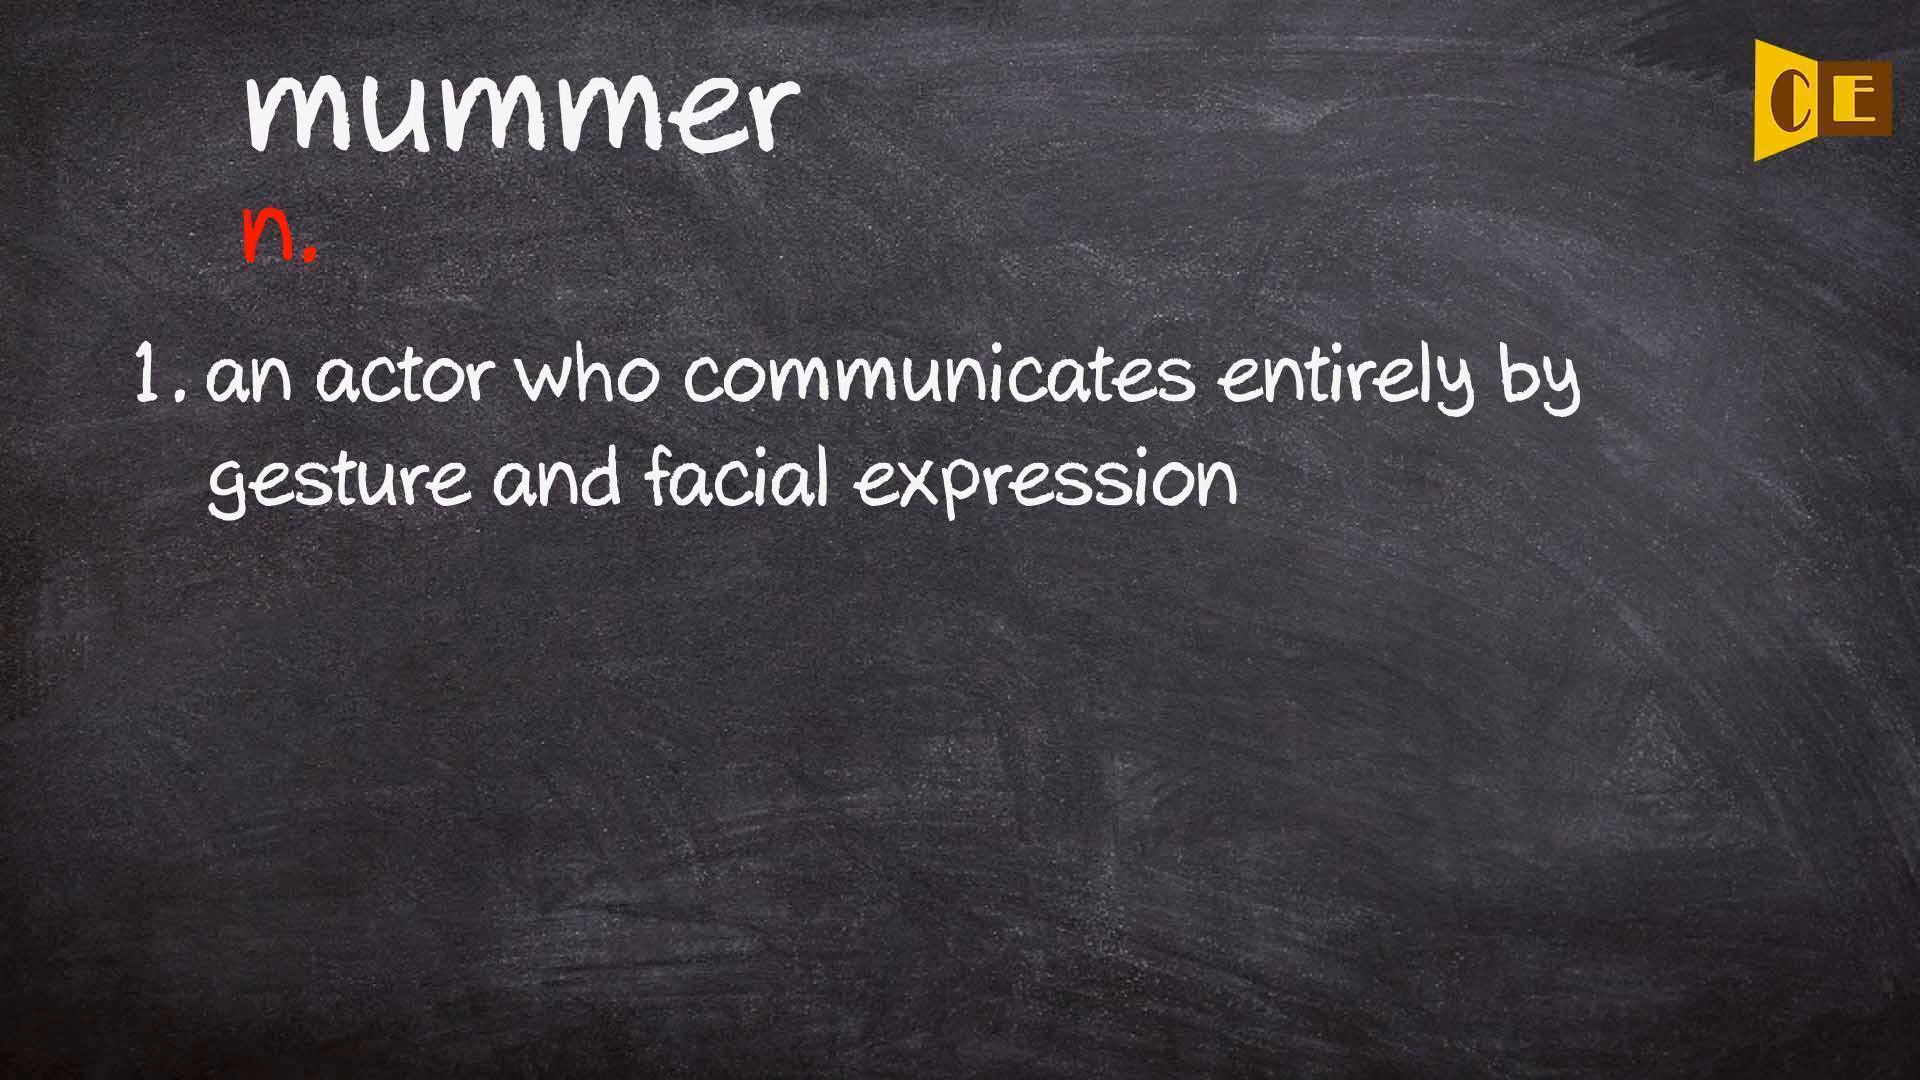 mummer
CE
n.
1. an actor who communicates entirely by
gesture and facial expression